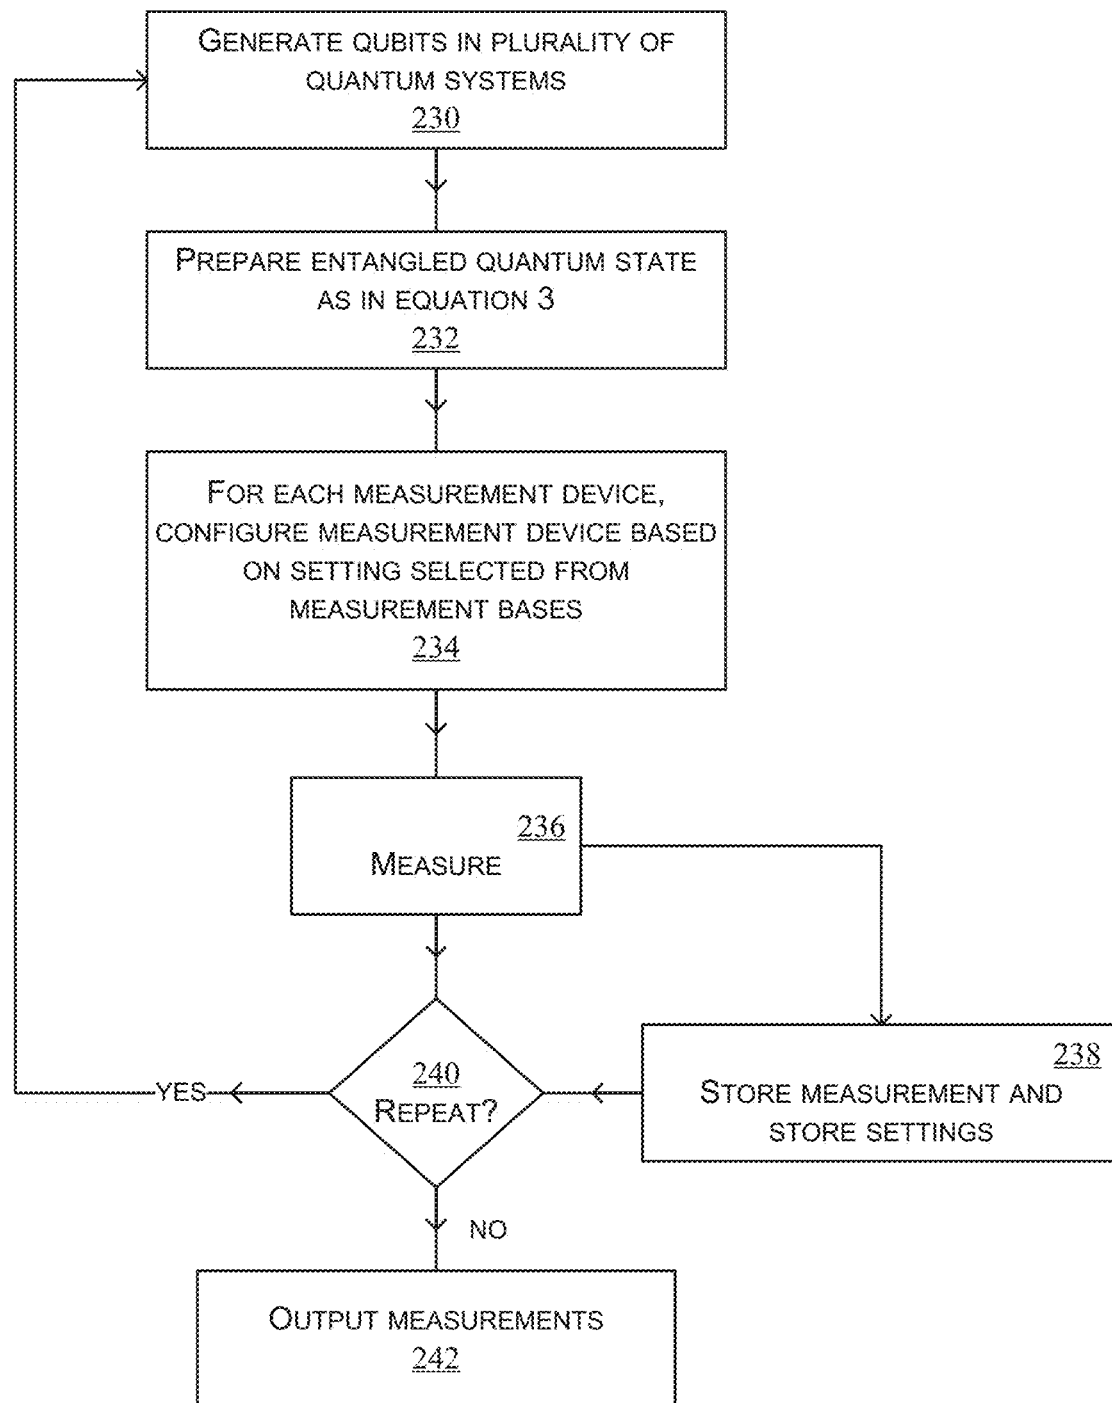 GENERATE QUBITS IN PLURALITY OF
QUANTUM SYSTEMS
230
PREPARE ENTANGLED QUANTUM STATE
AS IN EQUATION 3
232
FOR EACH MEASUREMENT DEVICE,
CONFIGURE MEASUREMENT DEVICE BASED
ON SETTING SELECTED FROM
MEASUREMENT BASES
234
236
MEASURE
238
STORE MEASUREMENT AND
STORE SETTINGS
240
REPEAT?
YES
NO
OUTPUT MEASUREMENTS
242